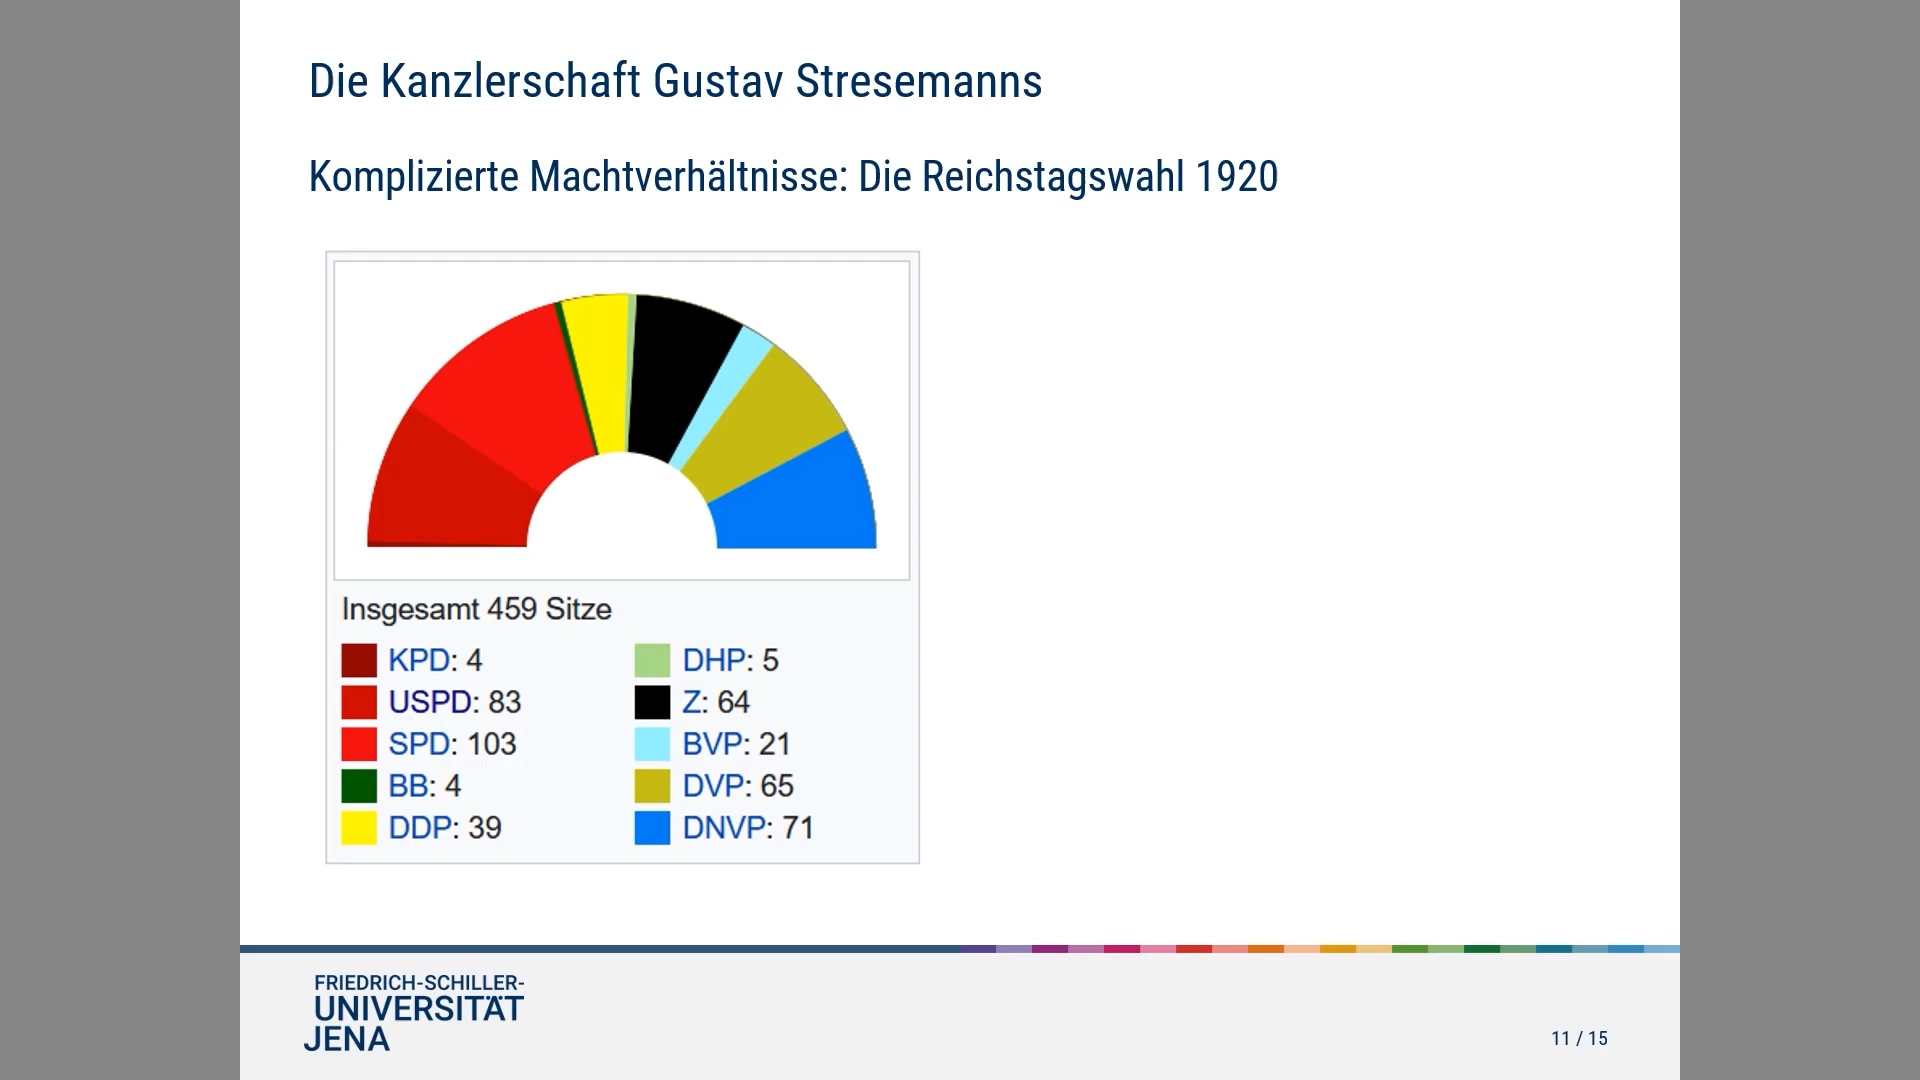 Die Kanzlerschaft Gustav Stresemanns
Komplizierte Machtverhältnisse: Die Reichstagswahl 1920
Insgesamt 459 Sitze
KPD: 4
USPD: 83
SPD: 103
BB: 4
DDP: 39
DHP: 5
Z: 64
BVP: 21
DVP: 65
DNVP: 71
FRIEDRICH-SCHILLER-
UNIVERSITÄT
JENA
11 / 15